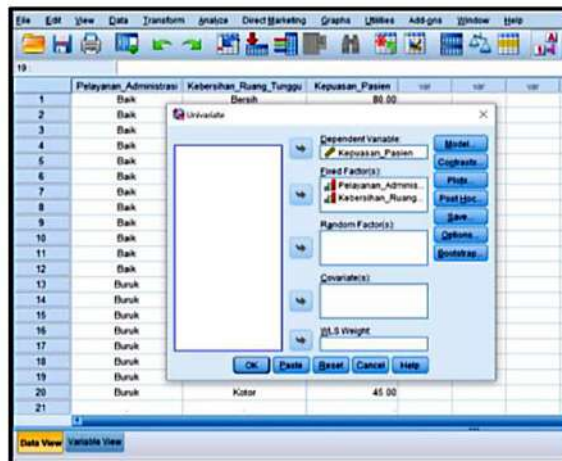 File Edit View Data Transform Analyze Direct Marketing Graphs Utilities Add-ons Window Help
19 :
Pelayanan_Administrasi Kebersihan_Ruang_Tunggu Kepuasan_Pasien var var var
1 Baik Bersih 80.00
2 Baik
3 Baik
4 Baik
5 Baik
6 Baik
7 Baik
8 Baik
9 Baik
10 Baik
11 Baik
12 Baik
13 Buruk
14 Buruk
15 Buruk
16 Buruk
17 Buruk
18 Buruk
19 Buruk
20 Buruk Kotor 45.00
21
Univariate
Dependent Variable:
Kepuasan_Pasien
Fixed Factor(s):
Pelayanan_Adminis...
Kebersihan_Ruang...
Random Factor(s):
Covariate(s):
WLS Weight:
Model...
Contrasts...
Plots...
Post Hoc...
Save...
Options...
Bootstrap...
OK Paste Reset Cancel Help
Data View Variable View